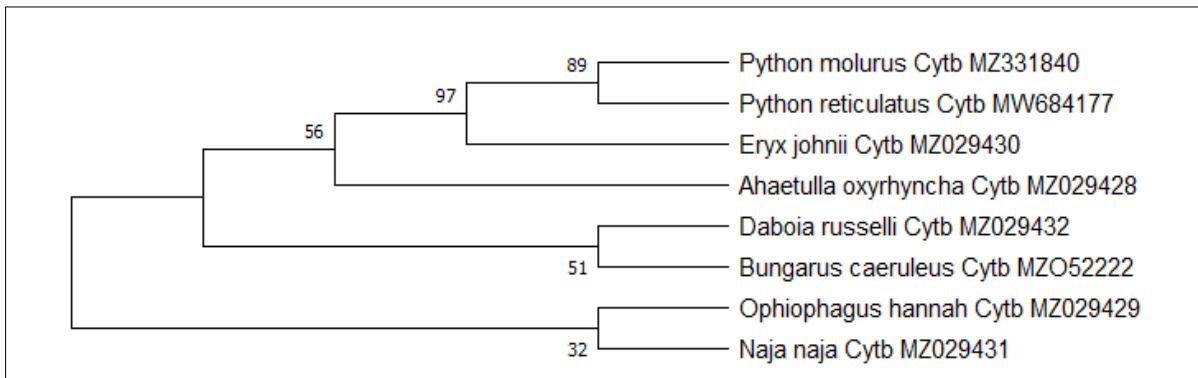 89
Python molurus Cytb MZ331840
97
Python reticulatus Cytb MW684177
56
Eryx johnii Cytb MZ029430
Ahaetulla oxyrhyncha Cytb MZ029428
Daboia russelli Cytb MZ029432
51
Bungarus caeruleus Cytb MZO52222
Ophiophagus hannah Cytb MZ029429
32
Naja naja Cytb MZ029431